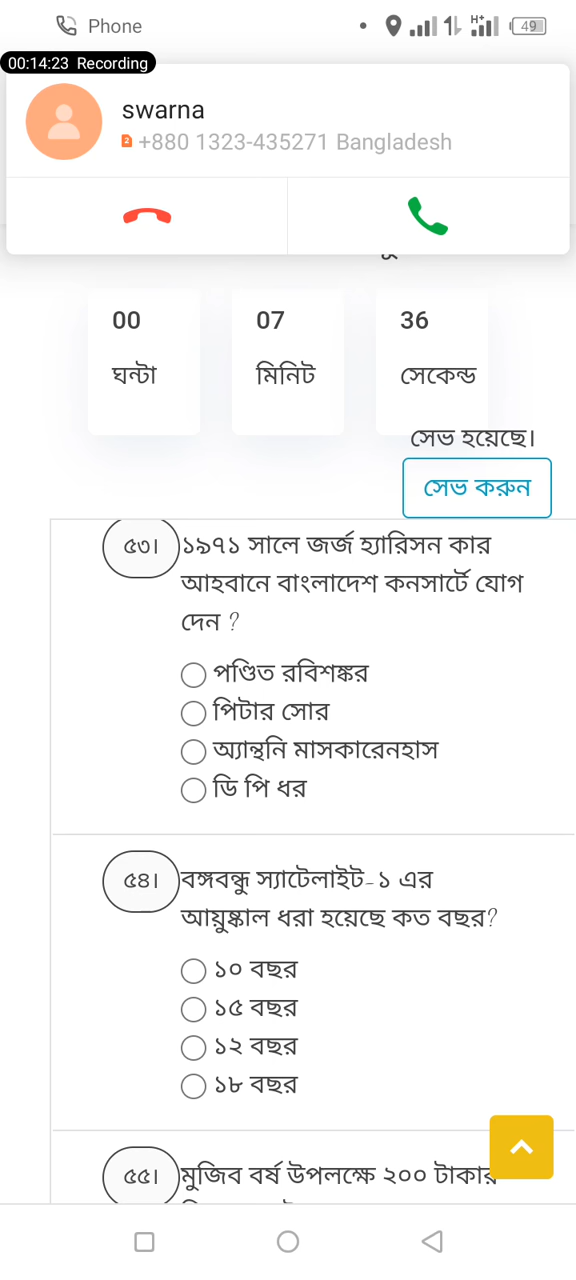 Phone
H+
49
00:14:23 Recording
swarna
2 +880 1323-435271 Bangladesh
00
07
36
ঘন্টা
মিনিট
সেকেন্ড
সেভ হয়েছে।
সেভ করুন
৫৩।
১৯৭১ সালে জর্জ হ্যারিসন কার
আহবানে বাংলাদেশ কনসার্টে যোগ
দেন ?
পণ্ডিত রবিশঙ্কর
পিটার সোর
অ্যান্থনি মাসকারেনহাস
ডি পি ধর
৫৪।
বঙ্গবন্ধু স্যাটেলাইট-১ এর
আয়ুষ্কাল ধরা হয়েছে কত বছর?
১০ বছর
১৫ বছর
১২ বছর
১৮ বছর
৫৫।
মুজিব বর্ষ উপলক্ষে ২০০ টাকার